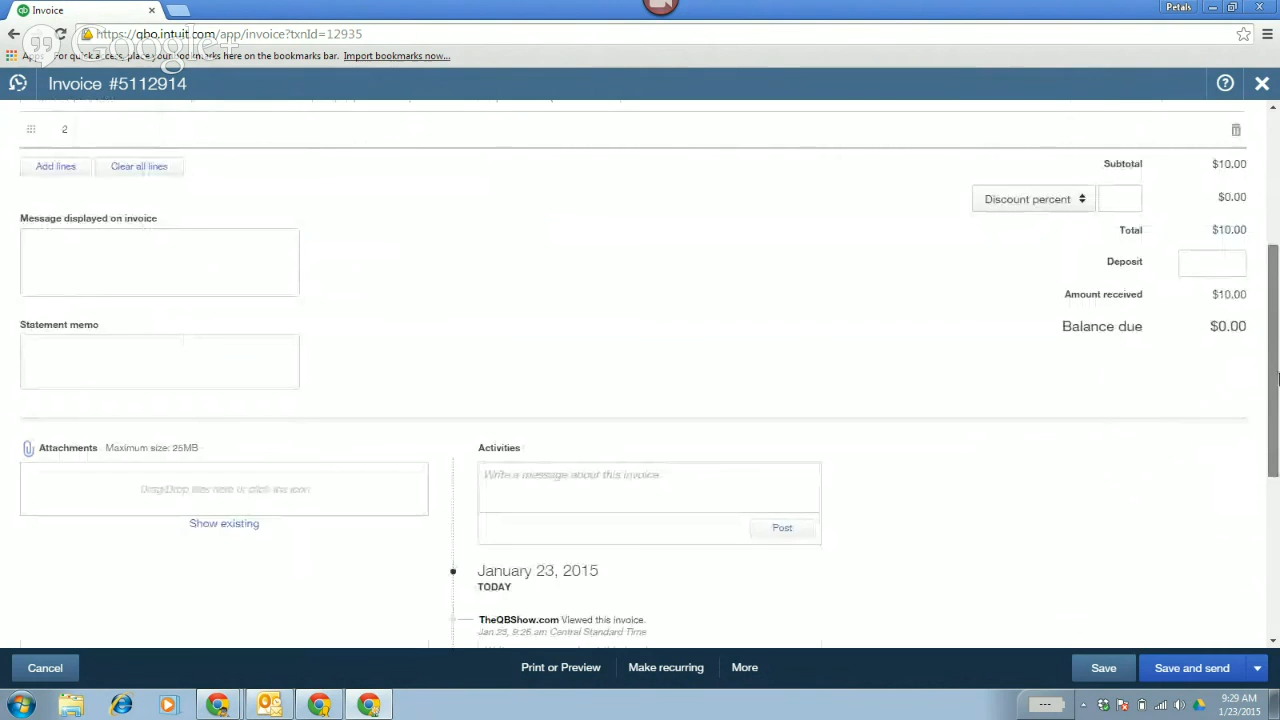 Invoice
Petals
https://qbo.intuit.com/app/invoice?txnId=12935
Google+
Apps For quick access, place your bookmarks here on the bookmarks bar. Import bookmarks now...
Invoice #5112914
2
Add lines Clear all lines
Subtotal $10.00
Discount percent $0.00
Message displayed on invoice
Total $10.00
Deposit
Amount received $10.00
Statement memo
Balance due $0.00
Attachments Maximum size: 25MB
Activities
Write a message about this invoice
Drag/Drop files here or click the icon
Show existing
Post
January 23, 2015
TODAY
TheQBShow.com Viewed this invoice.
Jan 23, 9:26 am Central Standard Time
Cancel Print or Preview Make recurring More Save Save and send
9:29 AM
1/23/2015